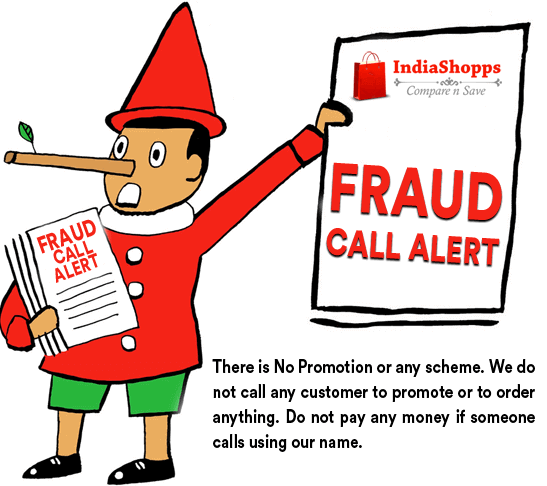 IndiaShopps
Compare n Save
FRAUD
CALL ALERT
FRAUD
CALL
ALERT
There is No Promotion or any scheme. We do
not call any customer to promote or to order
anything. Do not pay any money if someone
calls using our name.